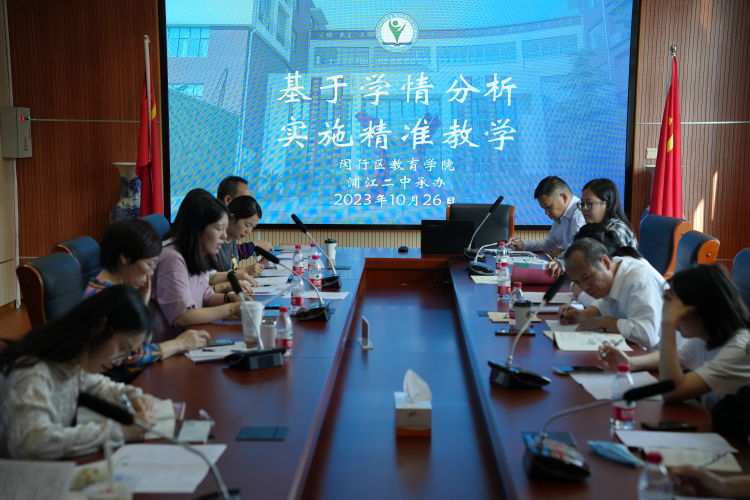 基于学情分析
实施精准教学
闵行区教育学院
浦江二中承办
2023年10月26日